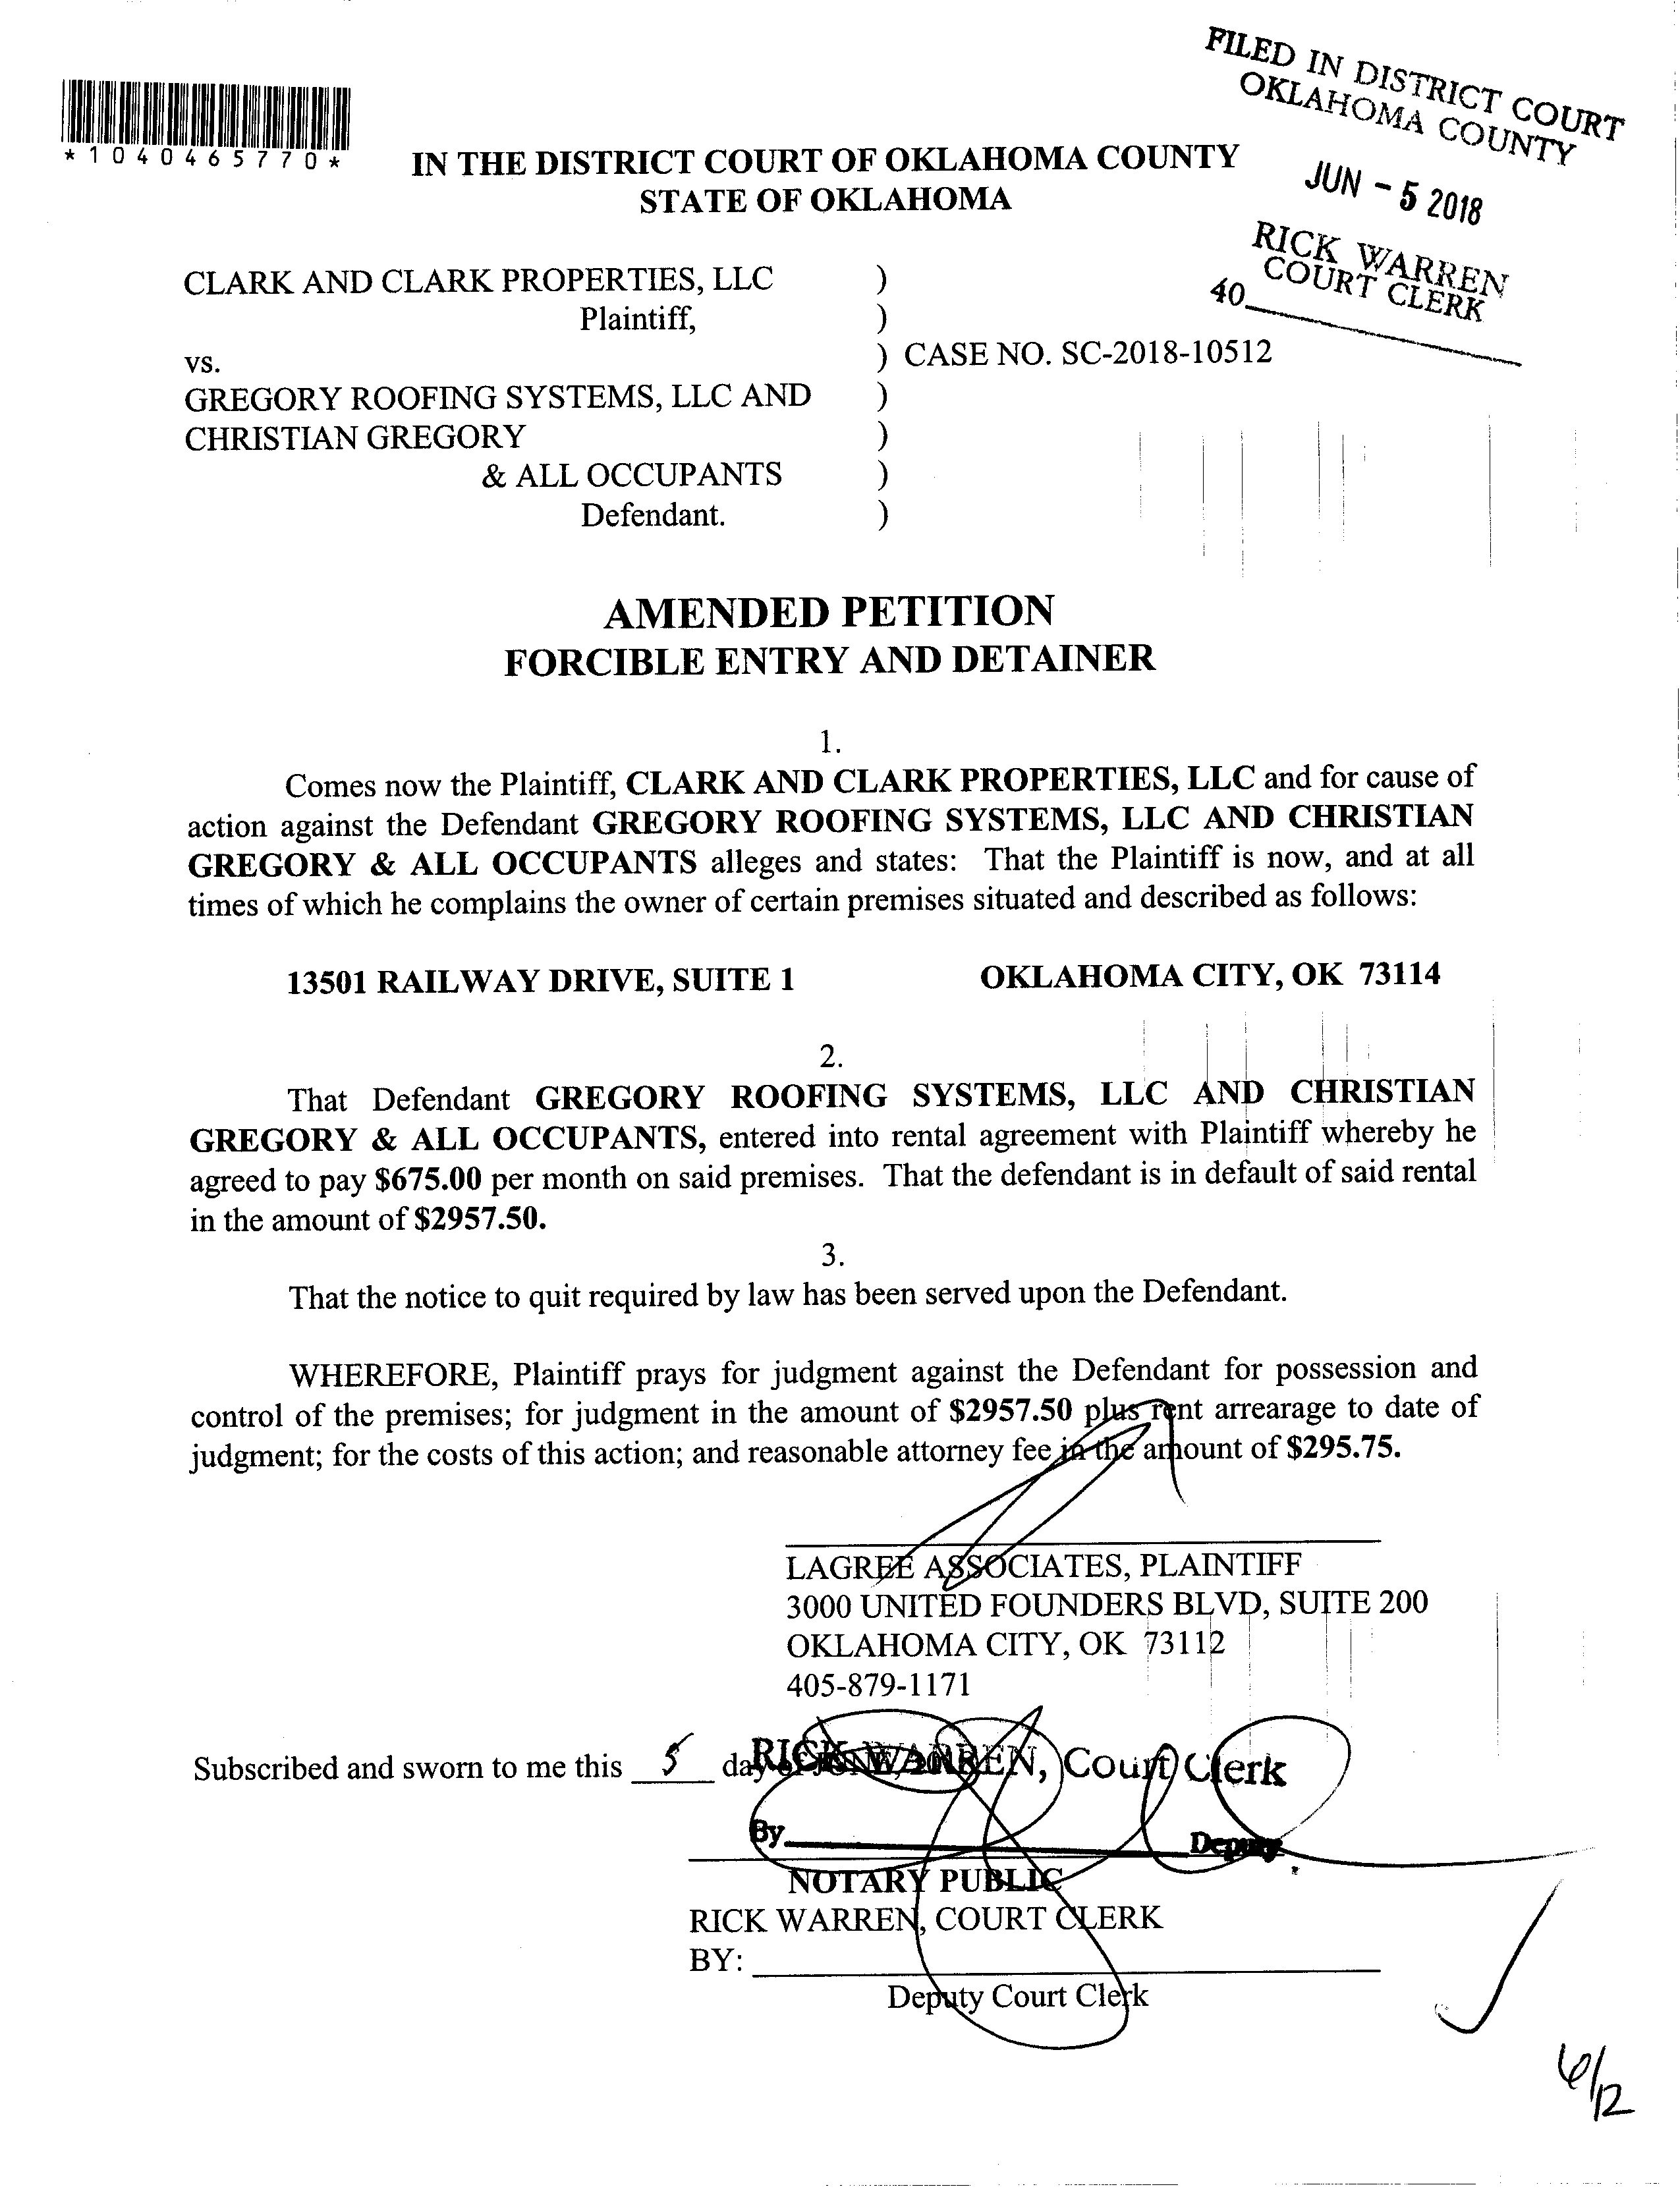 FILED IN DISTRICT COURT
OKLAHOMA COUNTY
JUN - 5 2018
RICK WARREN
COURT CLERK
40
*1040465770*
IN THE DISTRICT COURT OF OKLAHOMA COUNTY
STATE OF OKLAHOMA
CLARK AND CLARK PROPERTIES, LLC )
Plaintiff, )
vs. ) CASE NO. SC-2018-10512
GREGORY ROOFING SYSTEMS, LLC AND )
CHRISTIAN GREGORY )
& ALL OCCUPANTS )
Defendant. )
AMENDED PETITION
FORCIBLE ENTRY AND DETAINER
1.
Comes now the Plaintiff, CLARK AND CLARK PROPERTIES, LLC and for cause of
action against the Defendant GREGORY ROOFING SYSTEMS, LLC AND CHRISTIAN
GREGORY & ALL OCCUPANTS alleges and states: That the Plaintiff is now, and at all
times of which he complains the owner of certain premises situated and described as follows:
13501 RAILWAY DRIVE, SUITE 1 OKLAHOMA CITY, OK 73114
2.
That Defendant GREGORY ROOFING SYSTEMS, LLC AND CHRISTIAN
GREGORY & ALL OCCUPANTS, entered into rental agreement with Plaintiff whereby he
agreed to pay $675.00 per month on said premises. That the defendant is in default of said rental
in the amount of $2957.50.
3.
That the notice to quit required by law has been served upon the Defendant.
WHEREFORE, Plaintiff prays for judgment against the Defendant for possession and
control of the premises; for judgment in the amount of $2957.50 plus rent arrearage to date of
judgment; for the costs of this action; and reasonable attorney fee in the amount of $295.75.
LAGREE ASSOCIATES, PLAINTIFF
3000 UNITED FOUNDERS BLVD, SUITE 200
OKLAHOMA CITY, OK 73112
405-879-1171
Subscribed and sworn to me this 5 day of JUNE, 2018
RICK WARREN, Court Clerk
By Deputy
NOTARY PUBLIC
RICK WARREN, COURT CLERK
BY:
Deputy Court Clerk
6/12